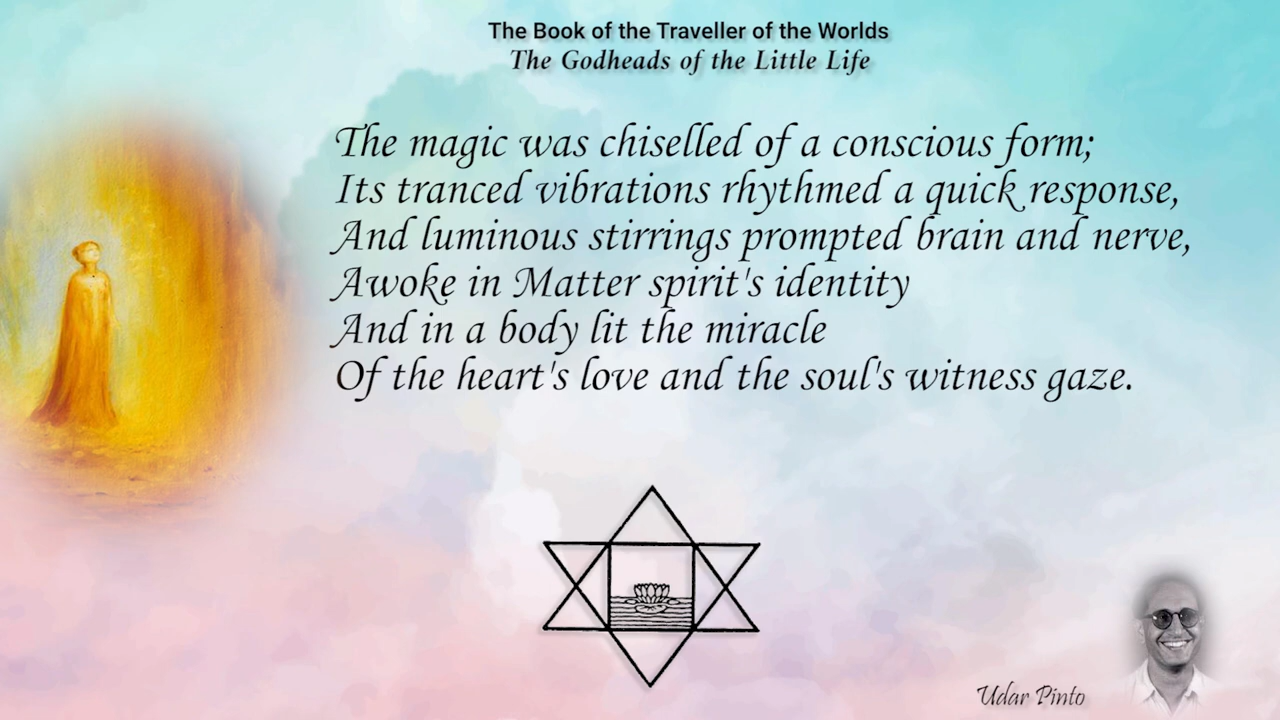 The Book of the Traveller of the Worlds
The Godheads of the Little Life
The magic was chiselled of a conscious form;
Its tranced vibrations rhythmed a quick response,
And luminous stirrings prompted brain and nerve,
Awoke in Matter spirit's identity
And in a body lit the miracle
Of the heart's love and the soul's witness gaze.
Udar Pinto